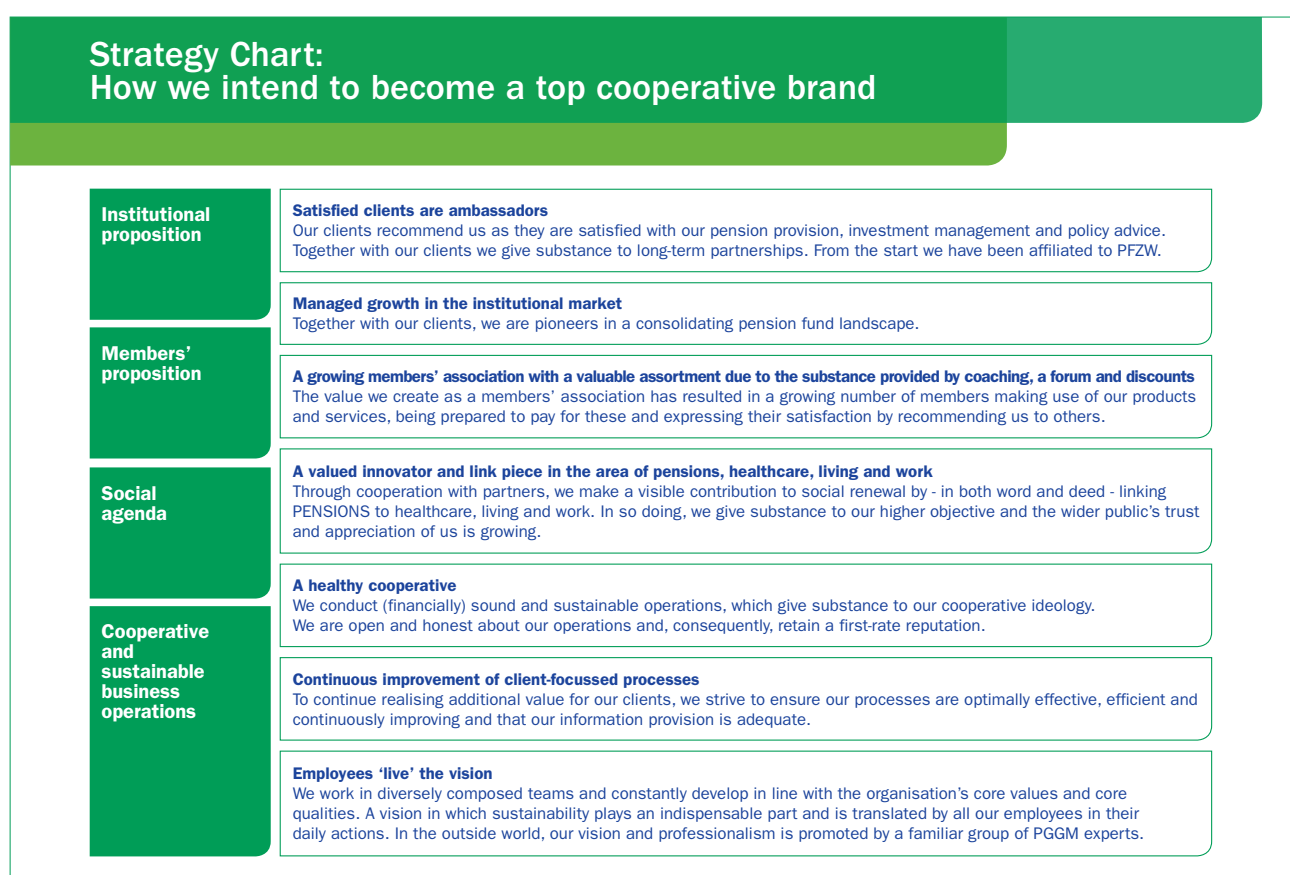 Strategy Chart:
How we intend to become a top cooperative brand
Institutional
proposition
Satisfied clients are ambassadors
Our clients recommend us as they are satisfied with our pension provision, investment management and policy advice.
Together with our clients we give substance to long-term partnerships. From the start we have been affiliated to PFZW.
Managed growth in the institutional market
Together with our clients, we are pioneers in a consolidating pension fund landscape.
Members’
proposition
A growing members’ association with a valuable assortment due to the substance provided by coaching, a forum and discounts
The value we create as a members’ association has resulted in a growing number of members making use of our products
and services, being prepared to pay for these and expressing their satisfaction by recommending us to others.
Social
agenda
A valued innovator and link piece in the area of pensions, healthcare, living and work
Through cooperation with partners, we make a visible contribution to social renewal by - in both word and deed - linking
PENSIONS to healthcare, living and work. In so doing, we give substance to our higher objective and the wider public’s trust
and appreciation of us is growing.
Cooperative
and
sustainable
business
operations
A healthy cooperative
We conduct (financially) sound and sustainable operations, which give substance to our cooperative ideology.
We are open and honest about our operations and, consequently, retain a first-rate reputation.
Continuous improvement of client-focussed processes
To continue realising additional value for our clients, we strive to ensure our processes are optimally effective, efficient and
continuously improving and that our information provision is adequate.
Employees ‘live’ the vision
We work in diversely composed teams and constantly develop in line with the organisation’s core values and core
qualities. A vision in which sustainability plays an indispensable part and is translated by all our employees in their
daily actions. In the outside world, our vision and professionalism is promoted by a familiar group of PGGM experts.